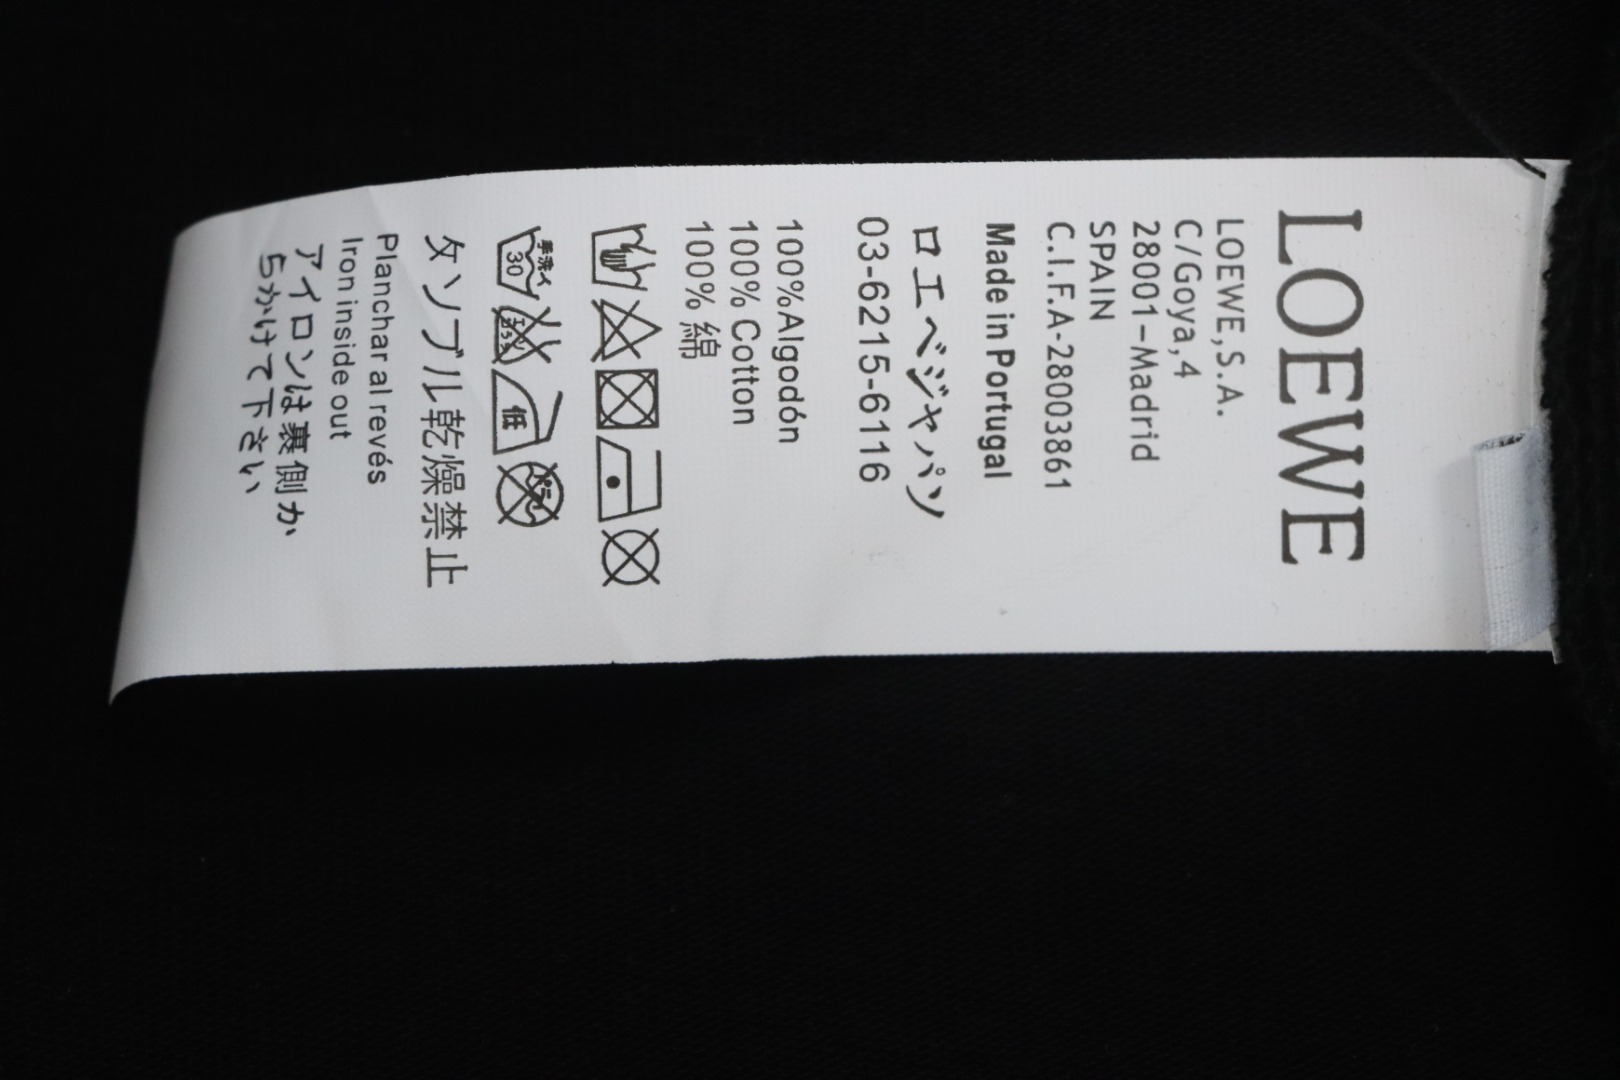 LOEWE
LOEWE,S.A.
C/Goya,4
28001-Madrid
SPAIN
C.I.F.A-28003861
Made in Portugal
ロエベジャパン
03-6215-6116
100%Algodón
100% Cotton
100% 綿
手洗イ
30
低
タンブル乾燥禁止
Planchar al revés
Iron inside out
アイロンは裏側か
らかけて下さい